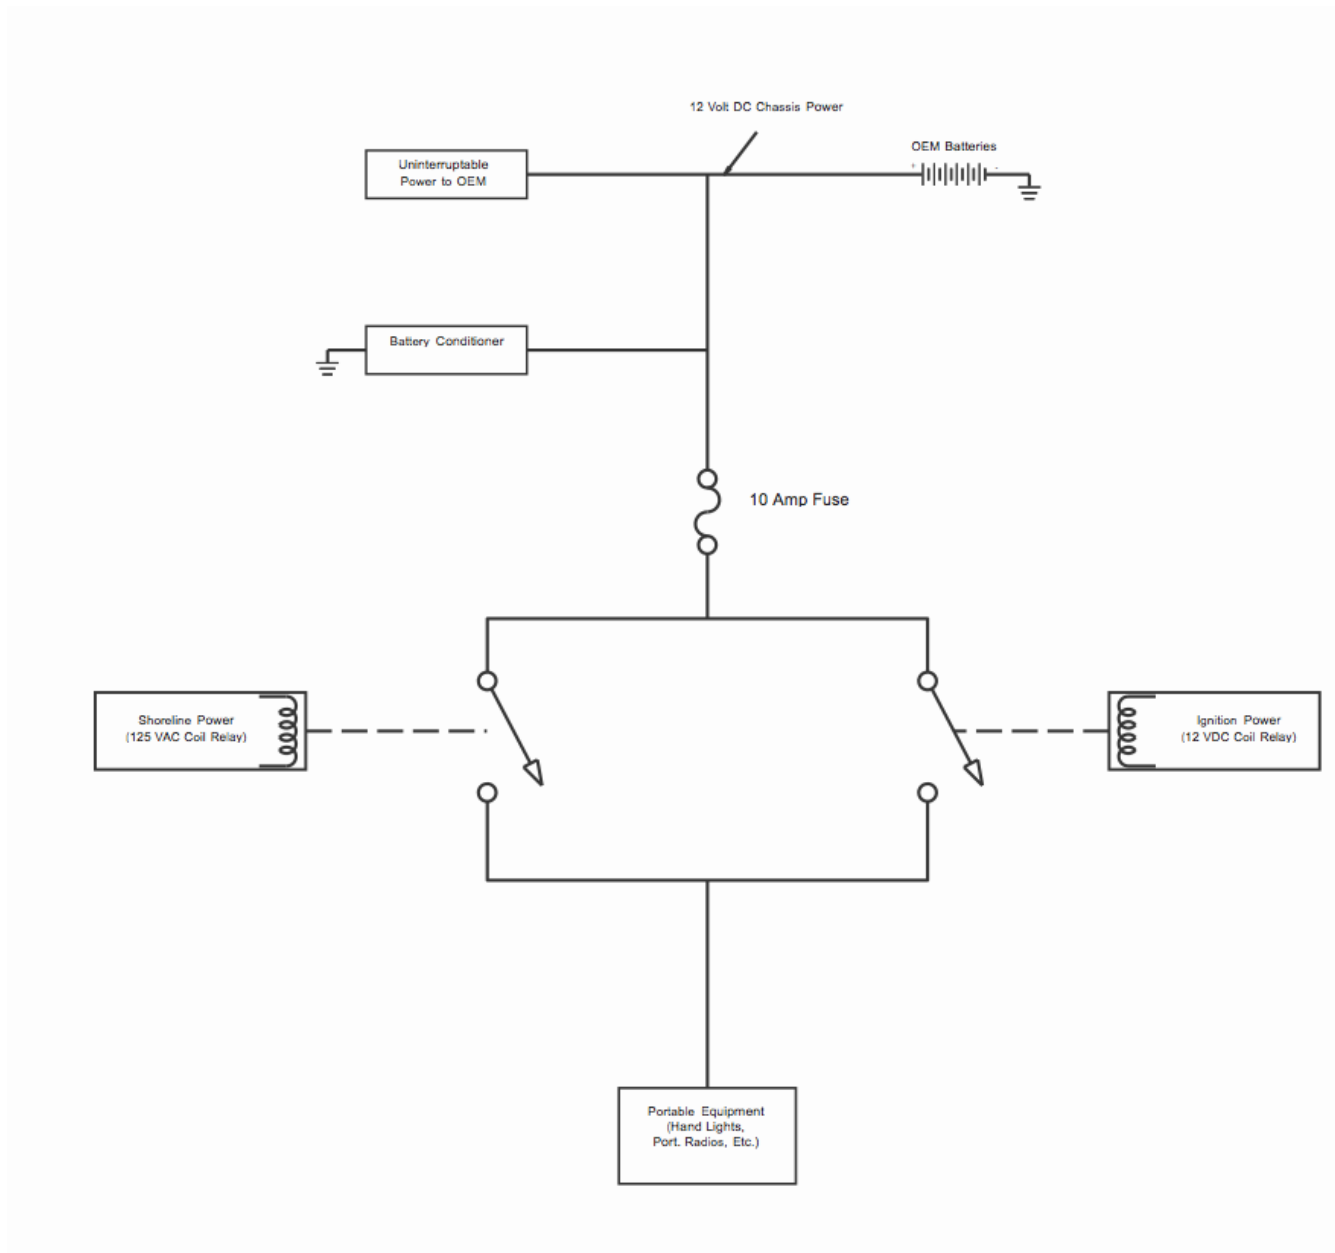 12 Volt DC Chassis Power
OEM Batteries
+ -
Uninterruptable
Power to OEM
Battery Conditioner
10 Amp Fuse
Shoreline Power
(125 VAC Coil Relay)
Ignition Power
(12 VDC Coil Relay)
Portable Equipment
(Hand Lights,
Port. Radios, Etc.)